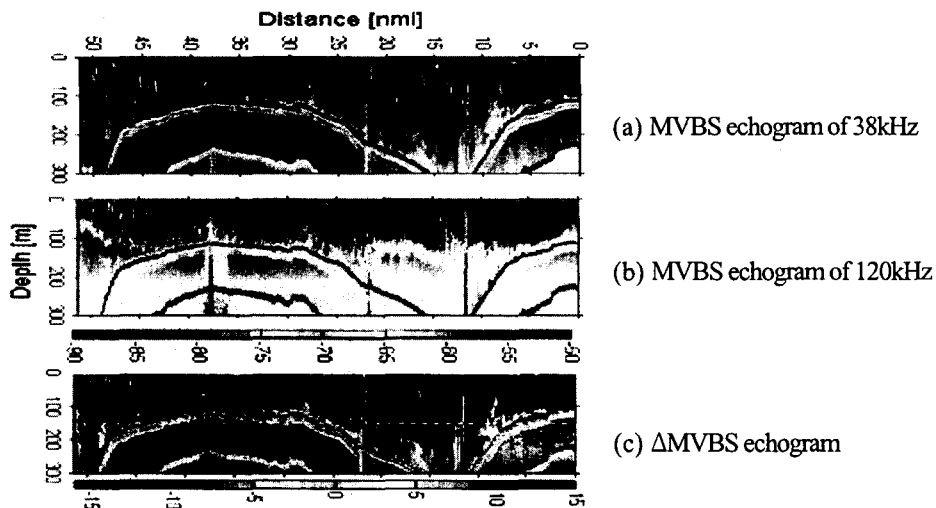 Distance [nmi]
50 45 40 35 30 25 20 15 10 5 0
0 100 200 300
(a) MVBS echogram of 38kHz
Depth [m]
0 100 200 300
(b) MVBS echogram of 120kHz
-90 -85 -80 -75 -70 -65 -60 -55 -50
0 100 200 300
(c) ΔMVBS echogram
-15 -10 -5 0 5 10 15